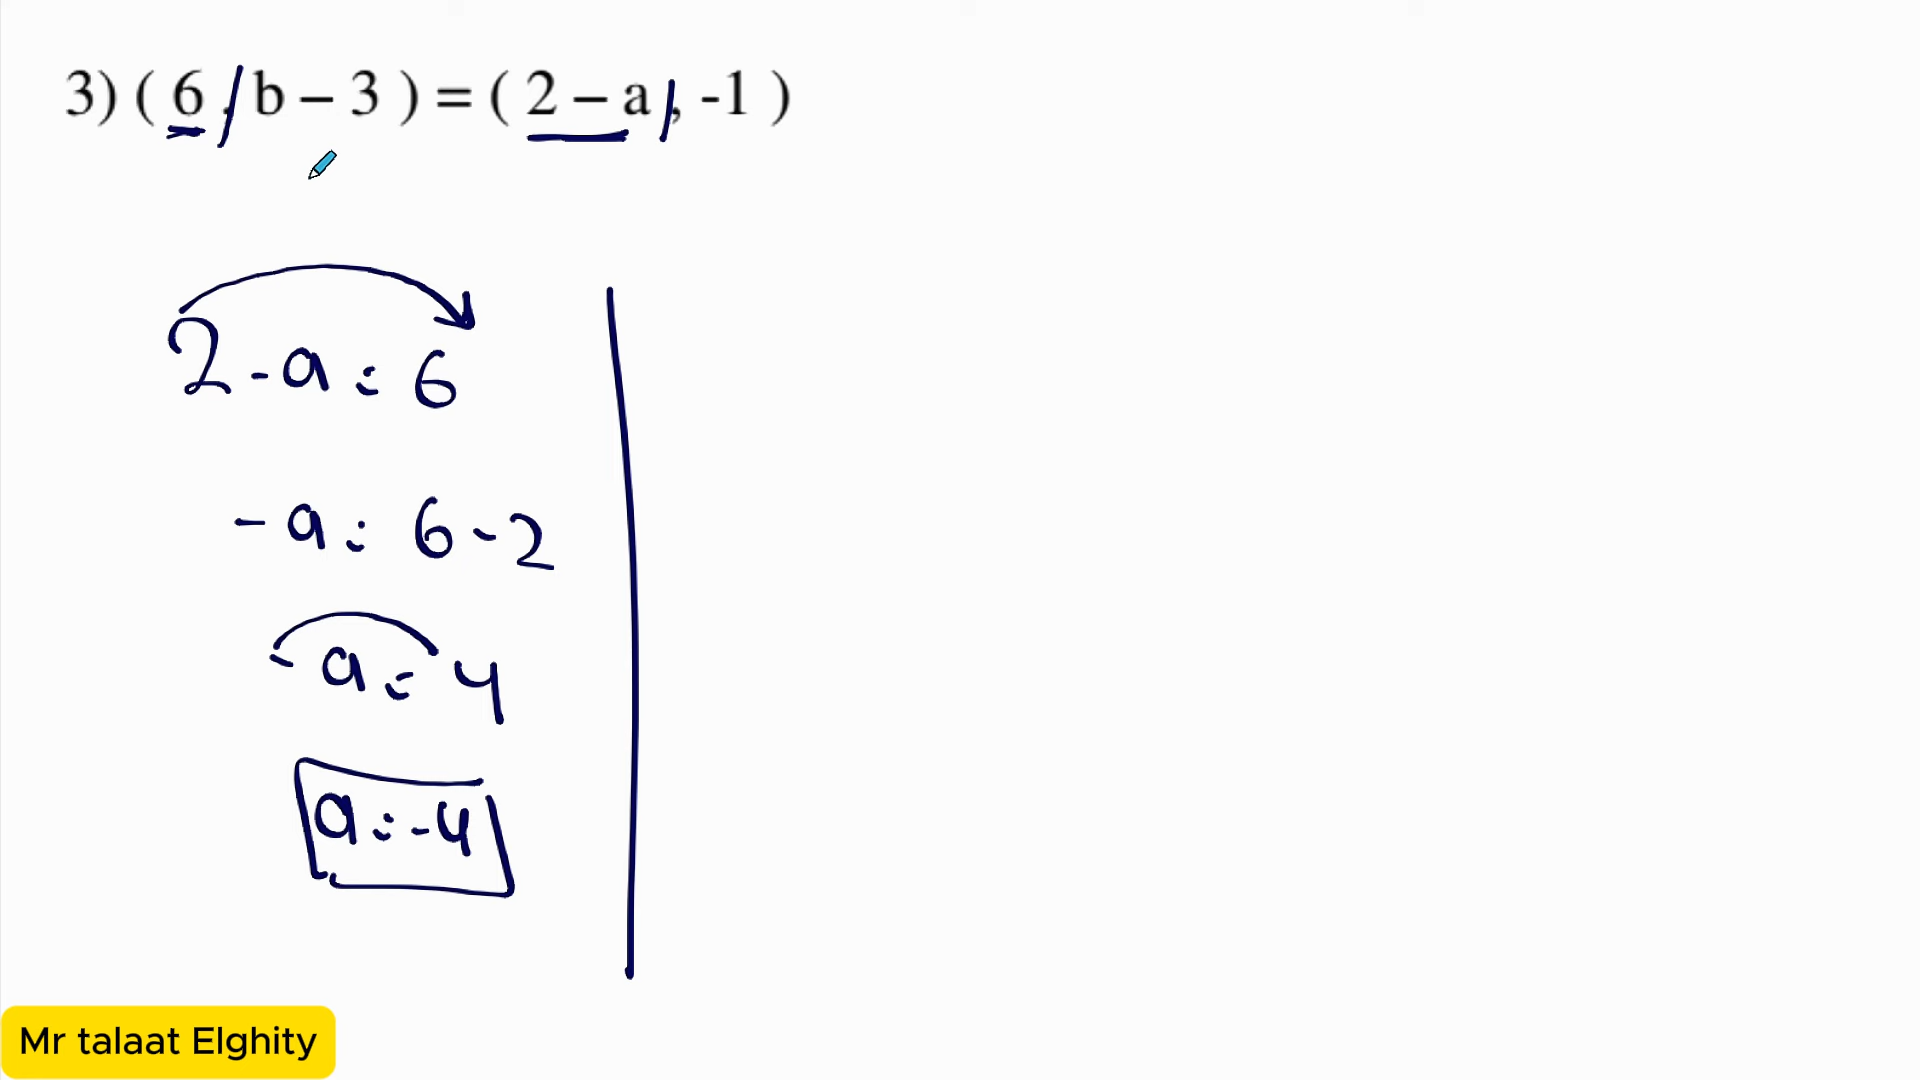 3) ( 6 , b – 3 ) = ( 2 – a , -1 )
2 - a = 6
- a = 6 - 2
- a = 4
a = -4
Mr talaat Elghity